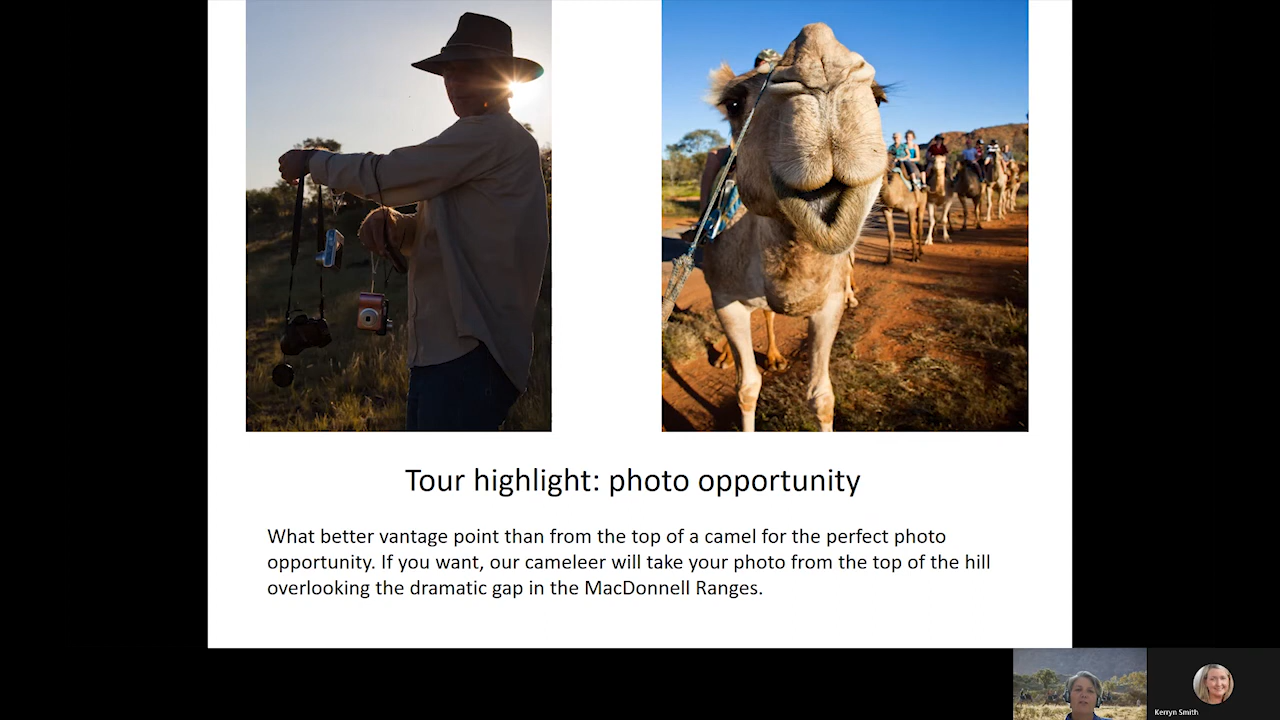 Tour highlight: photo opportunity
What better vantage point than from the top of a camel for the perfect photo
opportunity. If you want, our cameleer will take your photo from the top of the hill
overlooking the dramatic gap in the MacDonnell Ranges.
Kerryn Smith